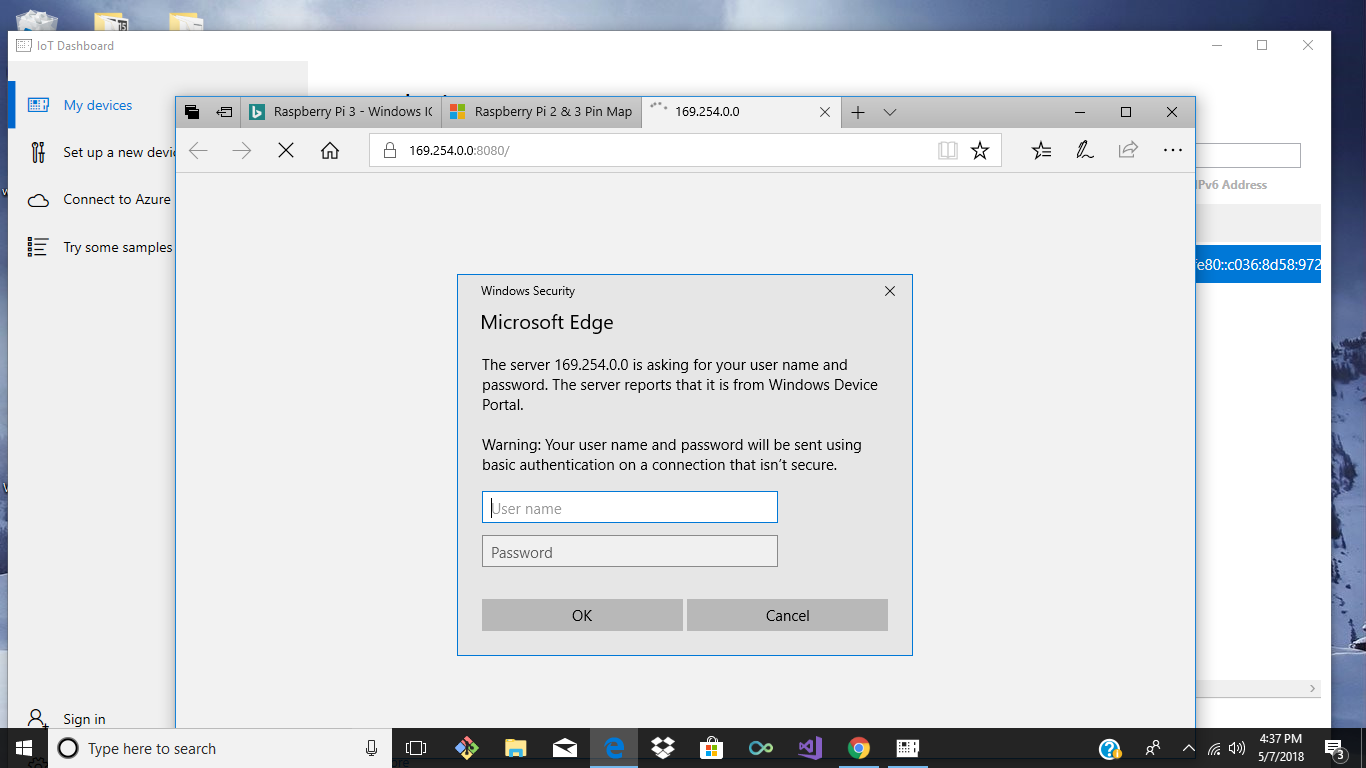 IoT Dashboard
My devices
Set up a new devic
Connect to Azure
Try some samples
Sign in
Raspberry Pi 3 - Windows IC
Raspberry Pi 2 & 3 Pin Map
169.254.0.0
169.254.0.0:8080/
IPv6 Address
fe80::c036:8d58:972
Windows Security
Microsoft Edge
The server 169.254.0.0 is asking for your user name and
password. The server reports that it is from Windows Device
Portal.
Warning: Your user name and password will be sent using
basic authentication on a connection that isn't secure.
User name
Password
OK
Cancel
Type here to search
4:37 PM
5/7/2018
3